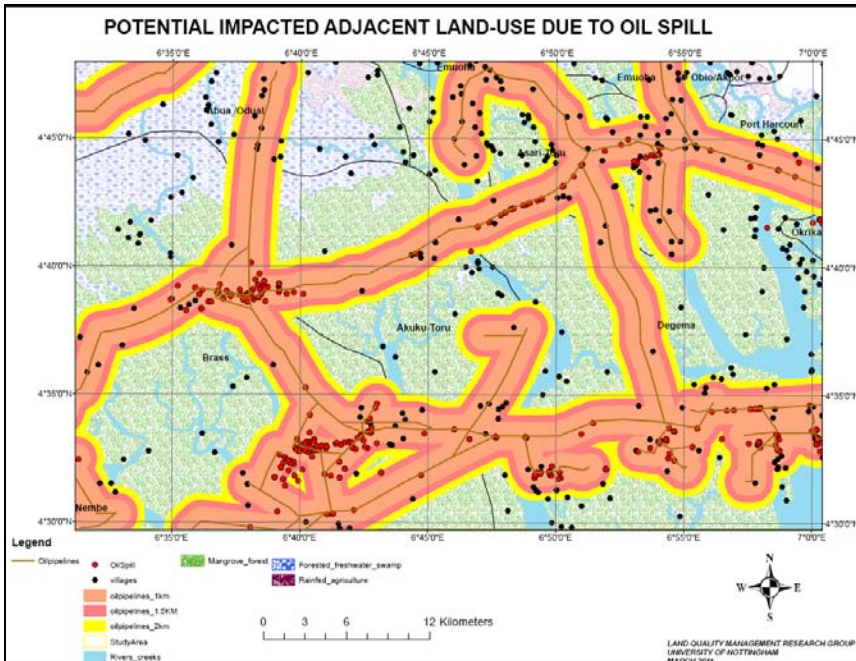 POTENTIAL IMPACTED ADJACENT LAND-USE DUE TO OIL SPILL
6°35'0"E 6°40'0"E 6°45'0"E 6°50'0"E 6°55'0"E 7°0'0"E
Emuoha Emuoha Obio/Akpor
Abua /Odual
Port Harcourt
4°45'0"N 4°45'0"N
Asari-Toru
Okrika
4°40'0"N 4°40'0"N
Akuku-Toru Degema
Brass
4°35'0"N 4°35'0"N
Nembe
4°30'0"N 4°30'0"N
6°35'0"E 6°40'0"E 6°45'0"E 6°50'0"E 6°55'0"E 7°0'0"E
Legend
Oilpipelines
OilSpill
villages
oilpipelines_1km
oilpipelines_1.5KM
oilpipelines_2km
StudyArea
Rivers_creeks
Mangrove_forest
Forested_freshwater_swamp
Rainfed_agriculture
0 3 6 12 Kilometers
N
W E
S
LAND QUALITY MANAGEMENT RESEARCH GROUP
UNIVERSITY OF NOTTINGHAM